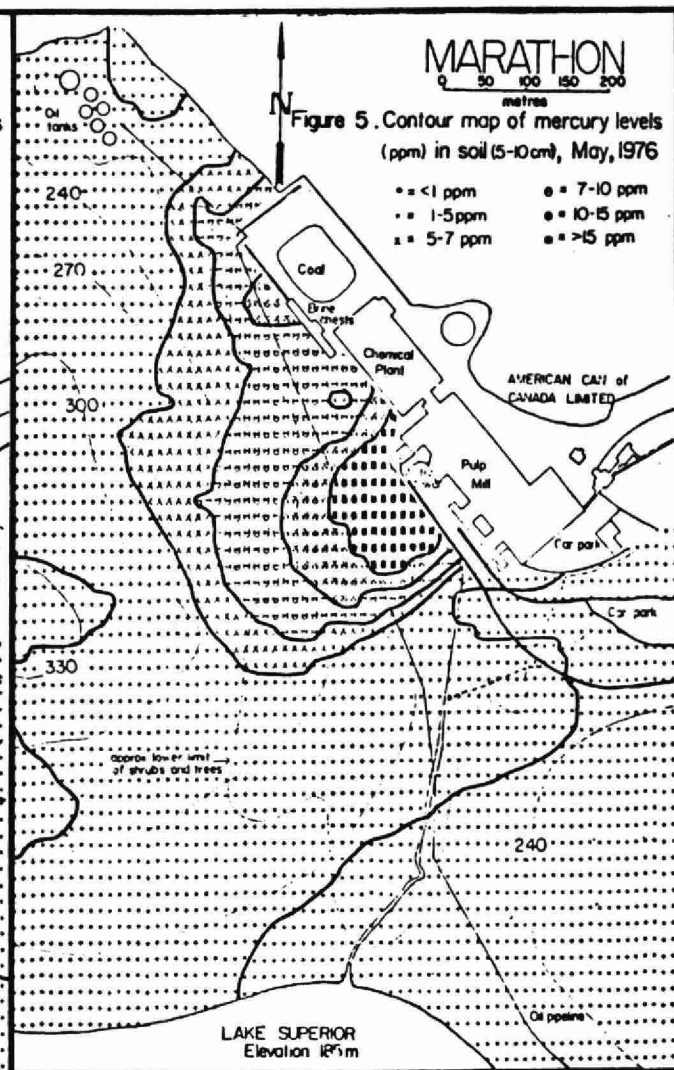 MARATHON
0 50 100 150 200
metres
N
Figure 5. Contour map of mercury levels
(ppm) in soil (5-10cm), May, 1976
• = <1 ppm
• = 1-5ppm
x = 5-7 ppm
o = 7-10 ppm
o = 10-15 ppm
• = >15 ppm
Oil
tanks
240
270
300
330
Coal
Brine
chests
Chemical
Plant
AMERICAN CAN of
CANADA LIMITED
Pulp
Mill
Car park
Car park
approx lower limit →
of shrubs and trees
240
Oil pipeline
LAKE SUPERIOR
Elevation 185m